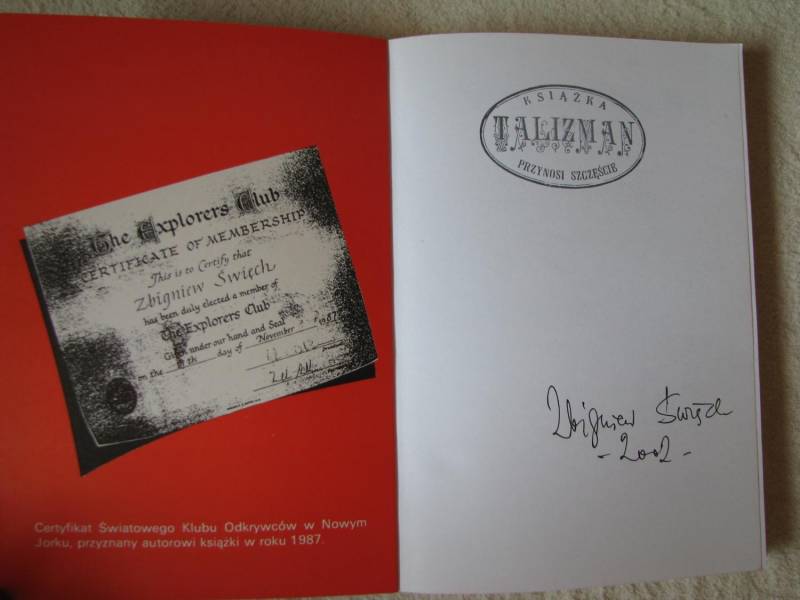 The Explorers Club
CERTIFICATE OF MEMBERSHIP
This is to Certify that
Zbigniew Święch
has been duly elected a member of
The Explorers Club
Given under our hand and Seal
on the day of November 1987
Certyfikat Światowego Klubu Odkrywców w Nowym
Jorku, przyznany autorowi książki w roku 1987.
KSIĄŻKA
TALIZMAN
PRZYNOSI SZCZĘŚCIE
Zbigniew Święch
- 2002 -